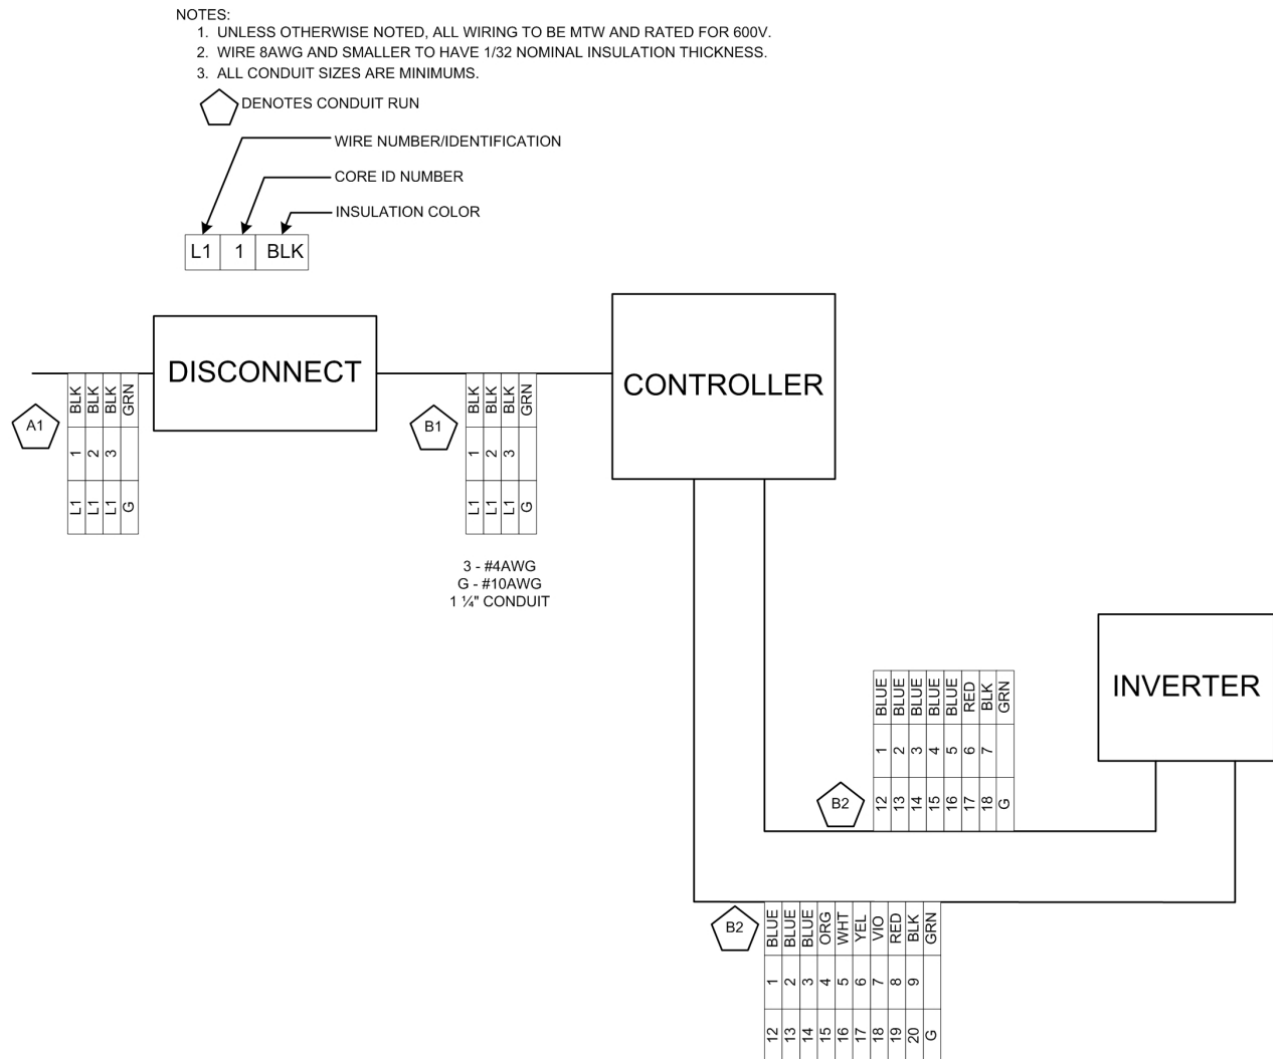 NOTES:
1. UNLESS OTHERWISE NOTED, ALL WIRING TO BE MTW AND RATED FOR 600V.
2. WIRE 8AWG AND SMALLER TO HAVE 1/32 NOMINAL INSULATION THICKNESS.
3. ALL CONDUIT SIZES ARE MINIMUMS.
DENOTES CONDUIT RUN
WIRE NUMBER/IDENTIFICATION
CORE ID NUMBER
INSULATION COLOR
L1 1 BLK
DISCONNECT
CONTROLLER
A1
L1 1 BLK
L1 2 BLK
L1 3 BLK
G GRN
B1
L1 1 BLK
L1 2 BLK
L1 3 BLK
G GRN
3 - #4AWG
G - #10AWG
1 ¼" CONDUIT
INVERTER
B2
12 1 BLUE
13 2 BLUE
14 3 BLUE
15 4 BLUE
16 5 BLUE
17 6 RED
18 7 BLK
G GRN
B2
12 1 BLUE
13 2 BLUE
14 3 BLUE
15 4 ORG
16 5 WHT
17 6 YEL
18 7 VIO
19 8 RED
20 9 BLK
G GRN